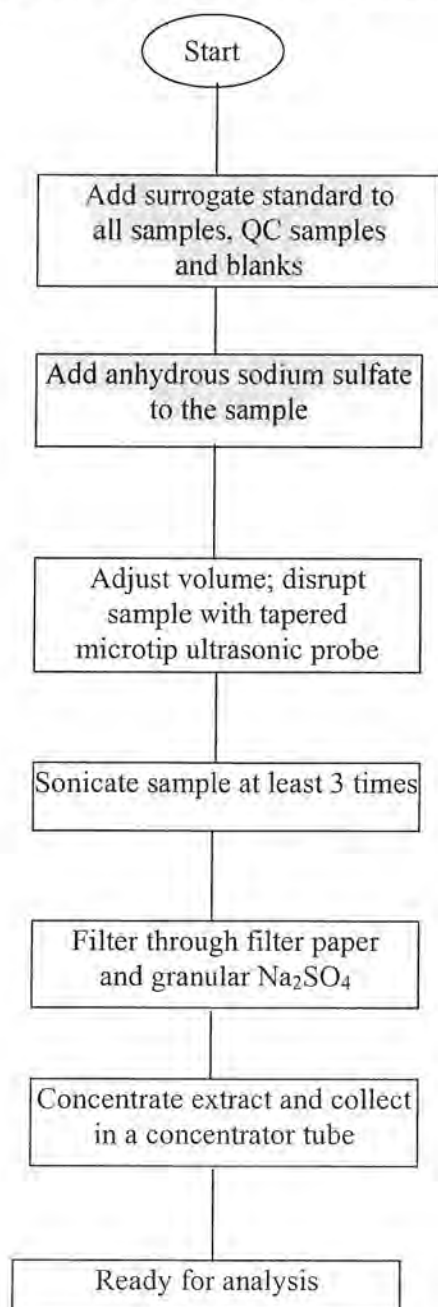 Start
Add surrogate standard to
all samples, QC samples
and blanks
Add anhydrous sodium sulfate
to the sample
Adjust volume; disrupt
sample with tapered
microtip ultrasonic probe
Sonicate sample at least 3 times
Filter through filter paper
and granular Na₂SO₄
Concentrate extract and collect
in a concentrator tube
Ready for analysis